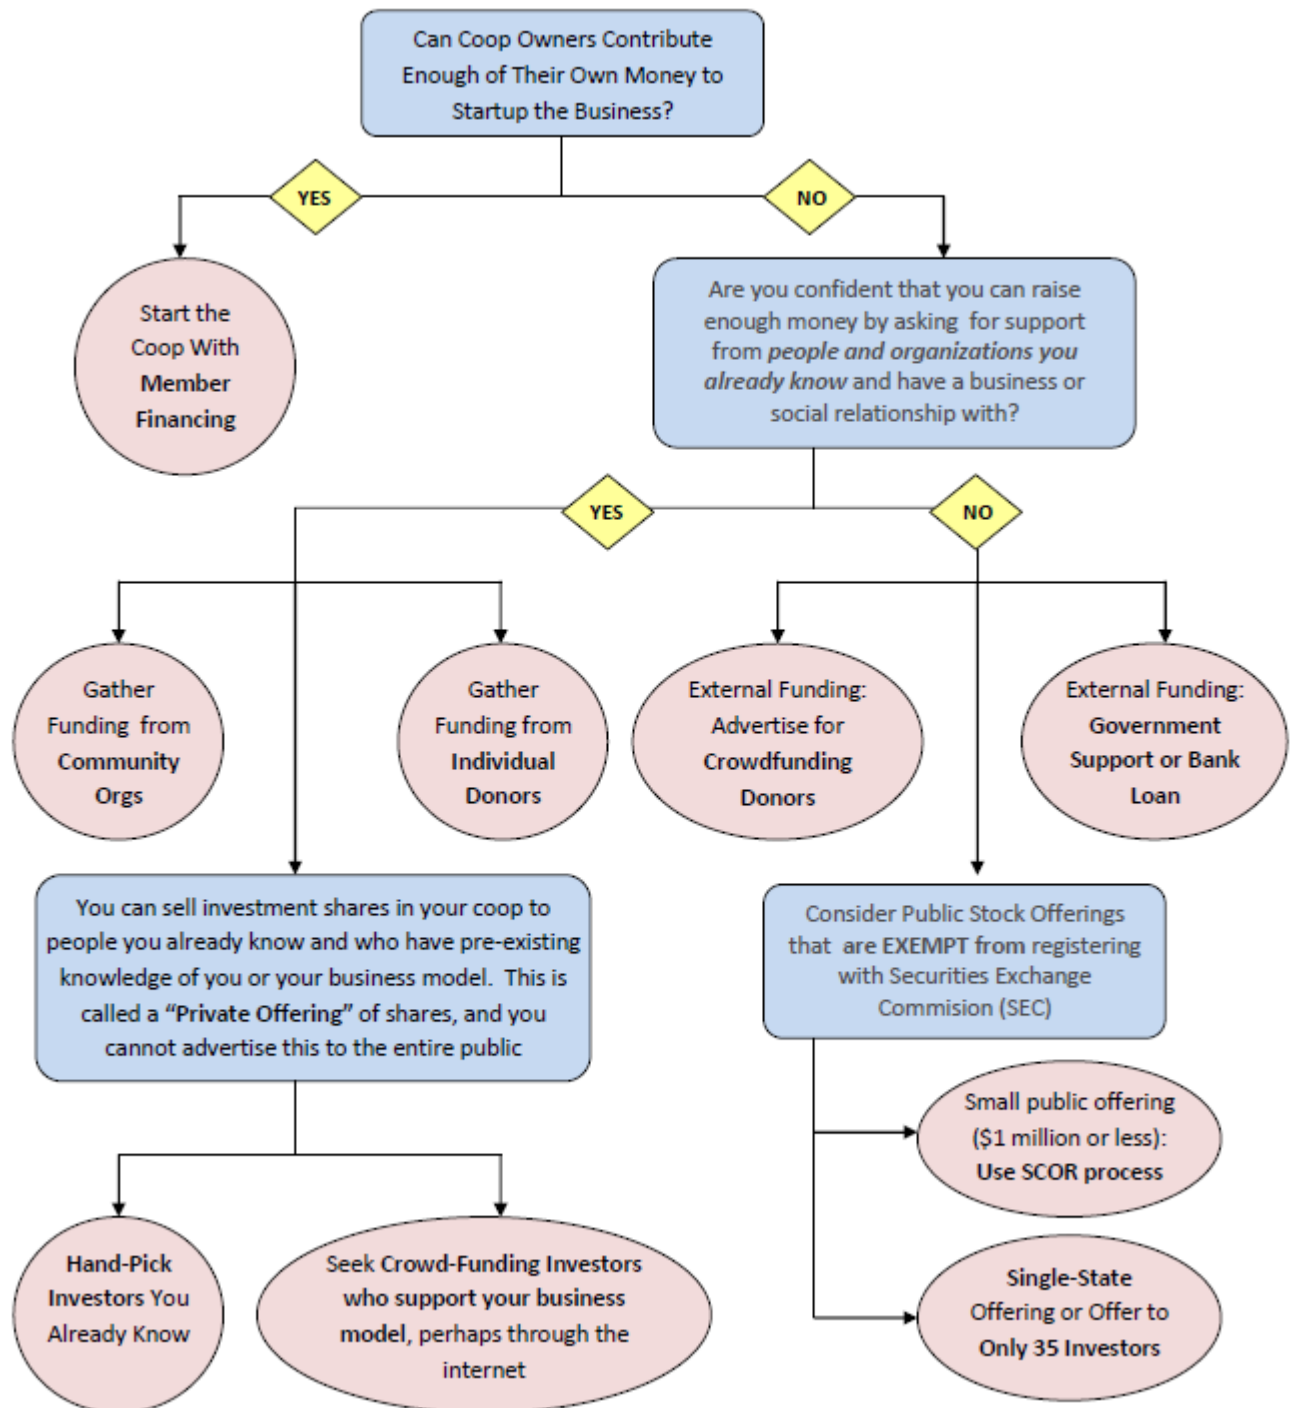 Can Coop Owners Contribute
Enough of Their Own Money to
Startup the Business?
YES
NO
Start the
Coop With
Member
Financing
Are you confident that you can raise
enough money by asking for support
from people and organizations you
already know and have a business or
social relationship with?
YES
NO
Gather
Funding from
Community
Orgs
Gather
Funding from
Individual
Donors
External Funding:
Advertise for
Crowdfunding
Donors
External Funding:
Government
Support or Bank
Loan
You can sell investment shares in your coop to
people you already know and who have pre-existing
knowledge of you or your business model. This is
called a “Private Offering” of shares, and you
cannot advertise this to the entire public
Consider Public Stock Offerings
that are EXEMPT from registering
with Securities Exchange
Commision (SEC)
Small public offering
($1 million or less):
Use SCOR process
Hand-Pick
Investors You
Already Know
Seek Crowd-Funding Investors
who support your business
model, perhaps through the
internet
Single-State
Offering or Offer to
Only 35 Investors